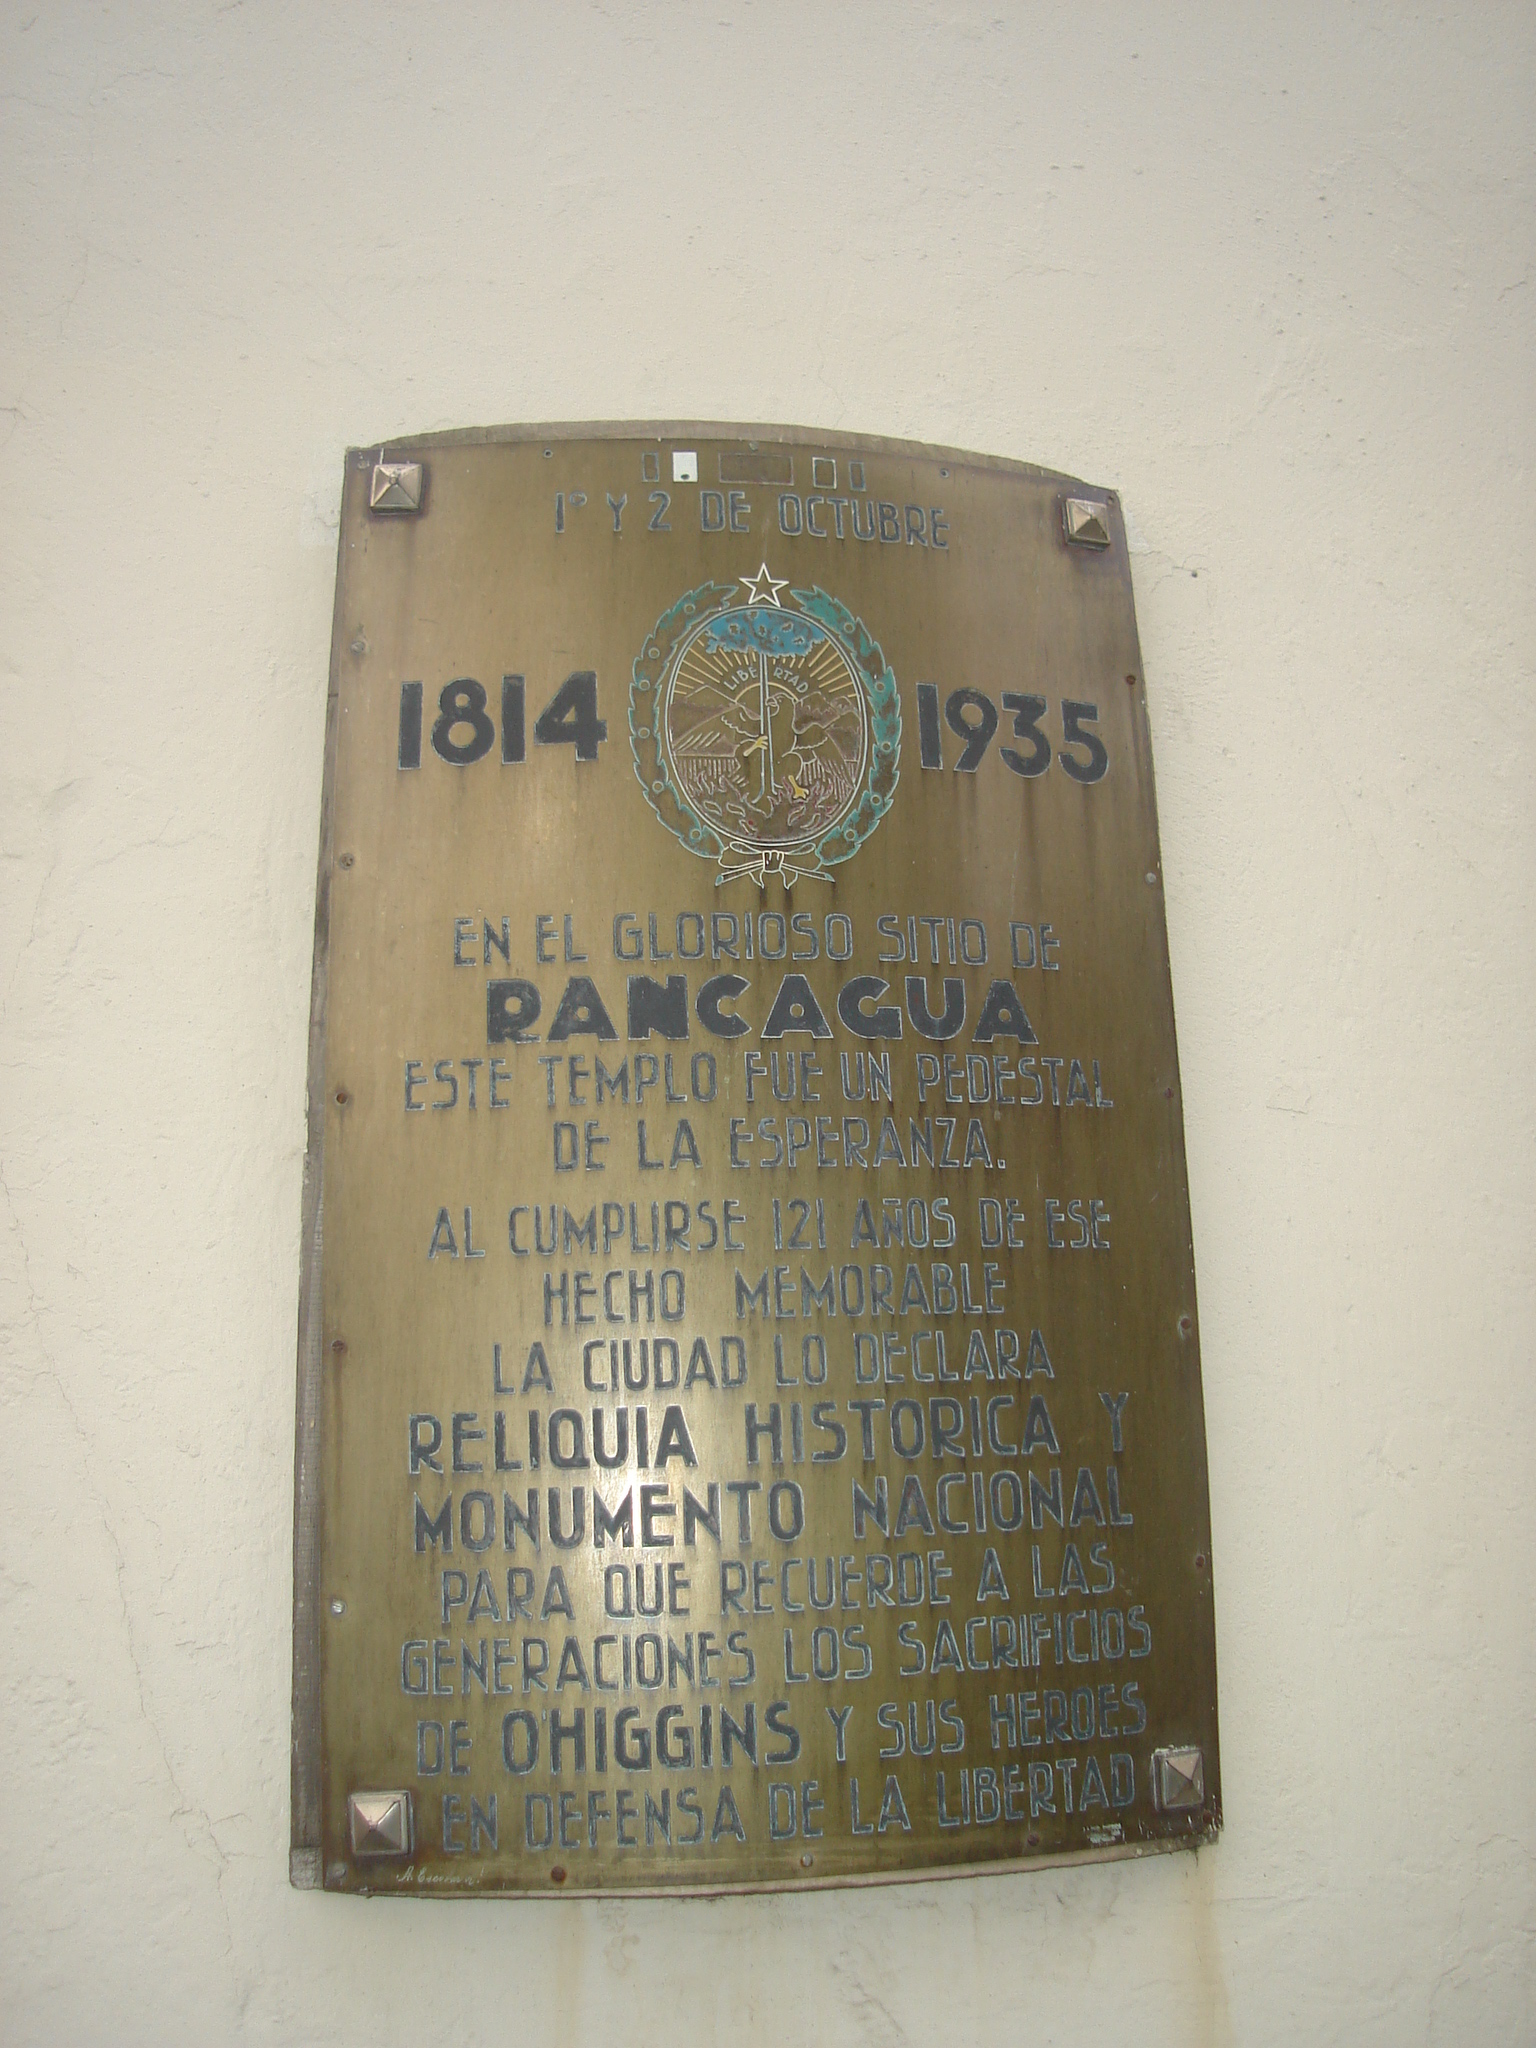 1º Y 2 DE OCTUBRE
LIBERTAD
1814 1935
EN EL GLORIOSO SITIO DE
RANCAGUA
ESTE TEMPLO FUE UN PEDESTAL
DE LA ESPERANZA.
AL CUMPLIRSE 121 AÑOS DE ESE
HECHO MEMORABLE
LA CIUDAD LO DECLARA
RELIQUIA HISTORICA Y
MONUMENTO NACIONAL
PARA QUE RECUERDE A LAS
GENERACIONES LOS SACRIFICIOS
DE O'HIGGINS Y SUS HEROES
EN DEFENSA DE LA LIBERTAD